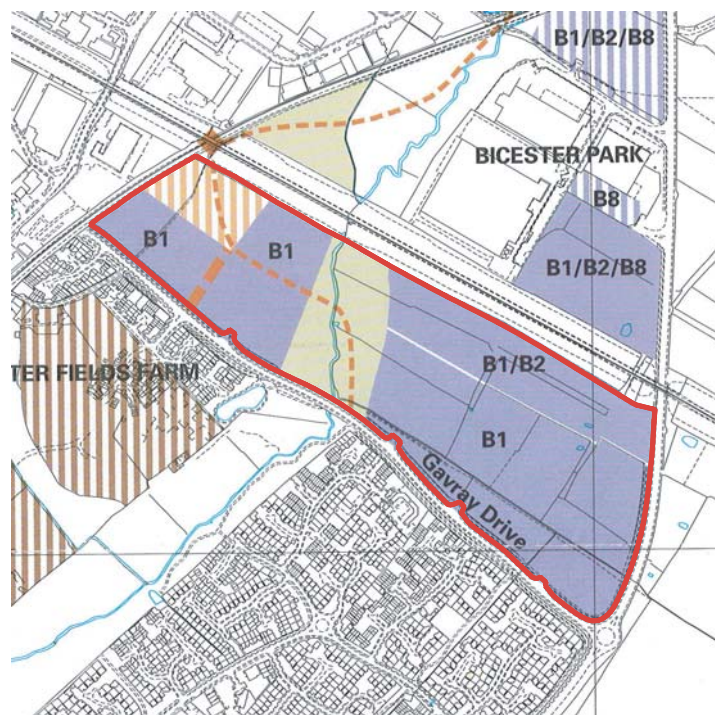 B1/B2/B8
BICESTER PARK
B8
B1
B1
B1/B2/B8
B1/B2
TER FIELDS FARM
B1
Gavray Drive